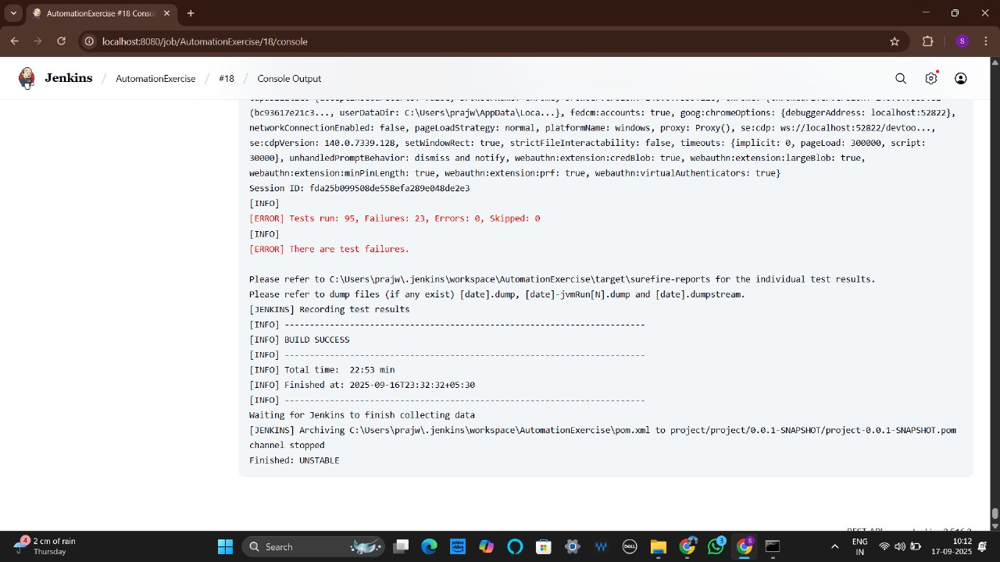 AutomationExercise #18 Conso
localhost:8080/job/AutomationExercise/18/console
S
Jenkins / AutomationExercise / #18 / Console Output
(bc93617e21c3..., userDataDir: C:\Users\prajw\AppData\Loca...}, fedcm:accounts: true, goog:chromeOptions: {debuggerAddress: localhost:52822},
networkConnectionEnabled: false, pageLoadStrategy: normal, platformName: windows, proxy: Proxy(), se:cdp: ws://localhost:52822/devtoo...,
se:cdpVersion: 140.0.7339.128, setWindowRect: true, strictFileInteractability: false, timeouts: {implicit: 0, pageLoad: 300000, script:
30000}, unhandledPromptBehavior: dismiss and notify, webauthn:extension:credBlob: true, webauthn:extension:largeBlob: true,
webauthn:extension:minPinLength: true, webauthn:extension:prf: true, webauthn:virtualAuthenticators: true}
Session ID: fda25b099508de558efa289e048de2e3
[INFO]
[ERROR] Tests run: 95, Failures: 23, Errors: 0, Skipped: 0
[INFO]
[ERROR] There are test failures.
Please refer to C:\Users\prajw\.jenkins\workspace\AutomationExercise\target\surefire-reports for the individual test results.
Please refer to dump files (if any exist) [date].dump, [date]-jvmRun[N].dump and [date].dumpstream.
[JENKINS] Recording test results
[INFO] ------------------------------------------------------------------------
[INFO] BUILD SUCCESS
[INFO] ------------------------------------------------------------------------
[INFO] Total time:  22:53 min
[INFO] Finished at: 2025-09-16T23:32:32+05:30
[INFO] ------------------------------------------------------------------------
Waiting for Jenkins to finish collecting data
[JENKINS] Archiving C:\Users\prajw\.jenkins\workspace\AutomationExercise\pom.xml to project/project/0.0.1-SNAPSHOT/project-0.0.1-SNAPSHOT.pom
channel stopped
Finished: UNSTABLE
4
2 cm of rain
Thursday
Search
prime video
DELL
3
S
ENG
IN
10:12
17-09-2025